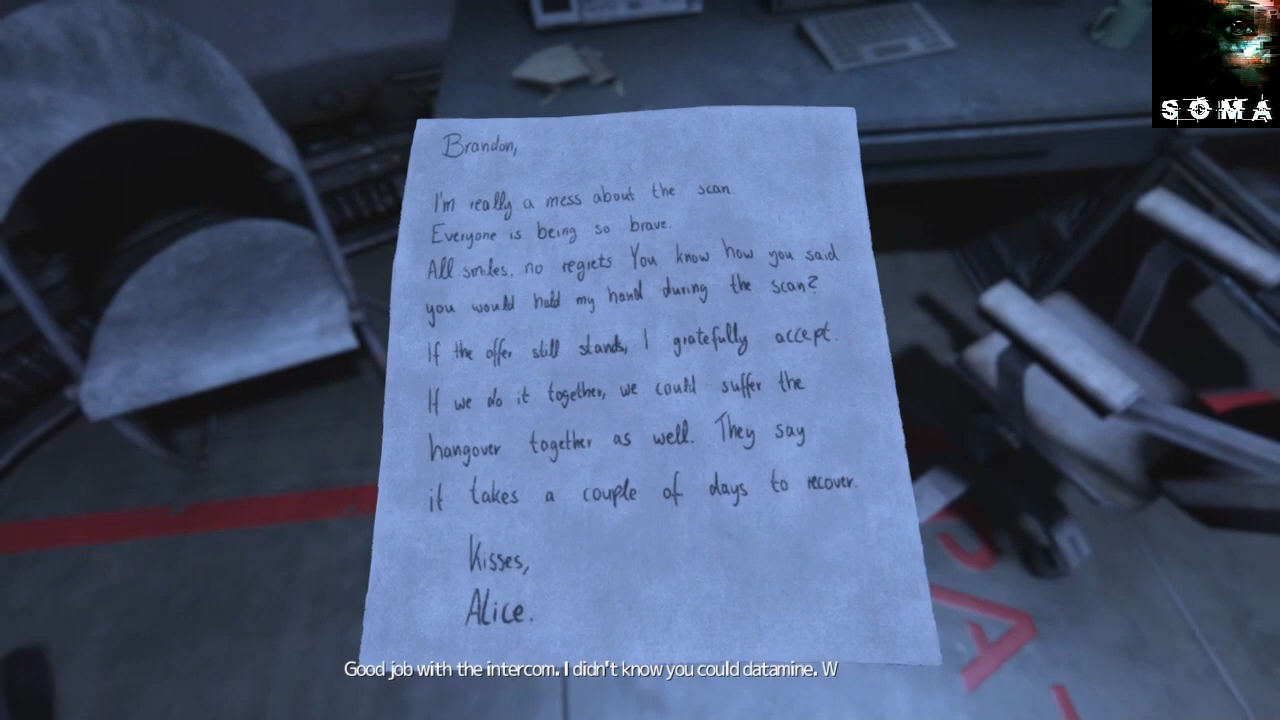 SOMA
Brandon,
I'm really a mess about the scan.
Everyone is being so brave.
All smiles, no regrets. You know how you said
you would hold my hand during the scan?
If the offer still stands, I gratefully accept.
If we do it together, we could suffer the
hangover together as well. They say
it takes a couple of days to recover.
Kisses,
Alice.
Good job with the intercom. I didn't know you could datamine. W